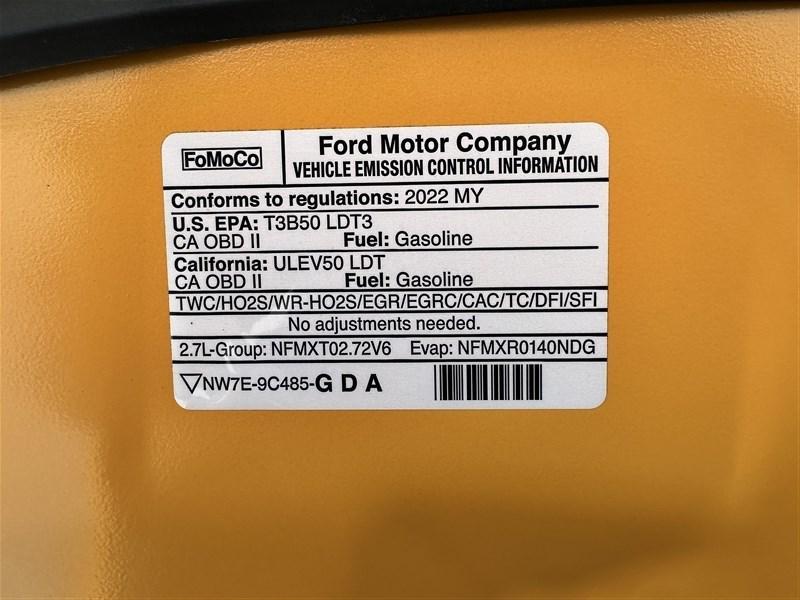 FoMoCo
Ford Motor Company
VEHICLE EMISSION CONTROL INFORMATION
Conforms to regulations: 2022 MY
U.S. EPA: T3B50 LDT3
CA OBD II Fuel: Gasoline
California: ULEV50 LDT
CA OBD II Fuel: Gasoline
TWC/HO2S/WR-HO2S/EGR/EGRC/CAC/TC/DFI/SFI
No adjustments needed.
2.7L-Group: NFMXT02.72V6 Evap: NFMXR0140NDG
▽NW7E-9C485-G D A